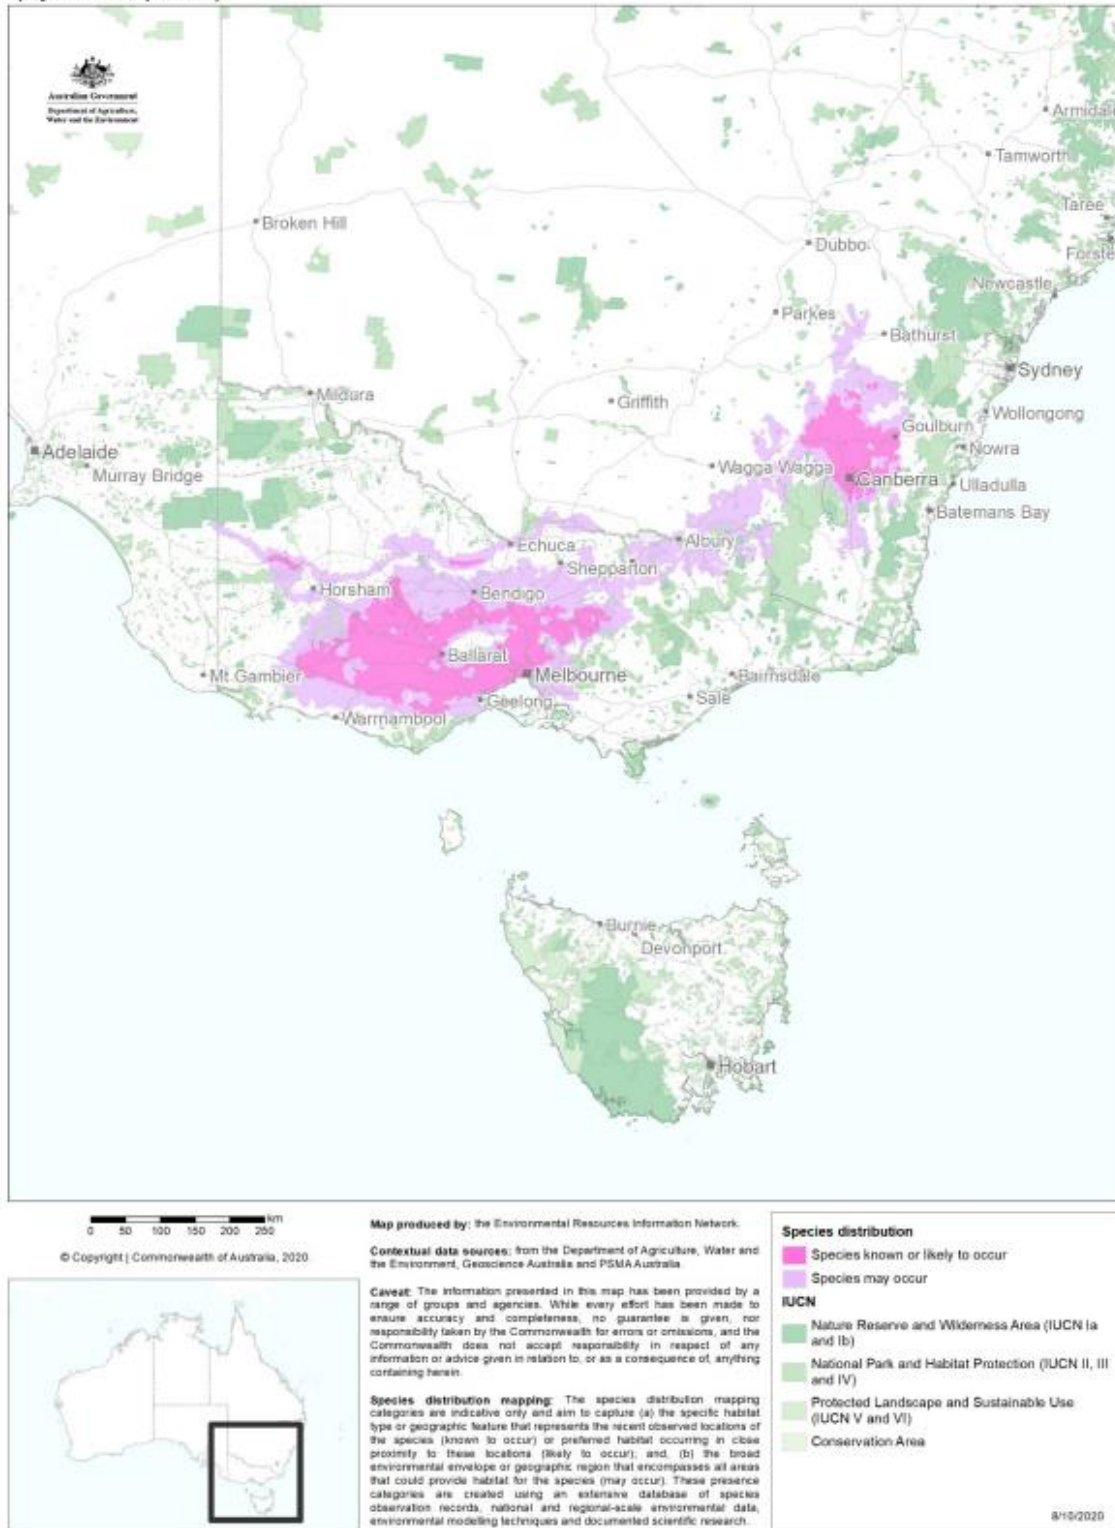 Australian Government
Department of Agriculture,
Water and the Environment
Armidale
Tamworth
Taree
Broken Hill
Dubbo
Forste
Newcastle
Parkes
Bathurst
Sydney
Mildura
Griffith
Wollongong
Goulburn
Adelaide
Nowra
Murray Bridge
Wagga Wagga
Canberra
Ulladulla
Batemans Bay
Echuca
Albury
Shepparton
Horsham
Bendigo
Ballarat
Mt Gambier
Melbourne
Bairnsdale
Geelong
Sale
Warrnambool
Burnie
Devonport
Hobart
km
0 50 100 150 200 250
© Copyright | Commonwealth of Australia, 2020
Map produced by: the Environmental Resources Information Network.
Contextual data sources: from the Department of Agriculture, Water and
the Environment, Geoscience Australia and PSMA Australia.
Caveat: The information presented in this map has been provided by a
range of groups and agencies. While every effort has been made to
ensure accuracy and completeness, no guarantee is given, nor
responsibility taken by the Commonwealth for errors or omissions, and the
Commonwealth does not accept responsibility in respect of any
information or advice given in relation to, or as a consequence of, anything
containing herein.
Species distribution mapping: The species distribution mapping
categories are indicative only and aim to capture (a) the specific habitat
type or geographic feature that represents the recent observed locations of
the species (known to occur) or preferred habitat occurring in close
proximity to these locations (likely to occur); and, (b) the broad
environmental envelope or geographic region that encompasses all areas
that could provide habitat for the species (may occur). These presence
categories are created using an extensive database of species
observation records, national and regional-scale environmental data,
environmental modelling techniques and documented scientific research.
Species distribution
Species known or likely to occur
Species may occur
IUCN
Nature Reserve and Wilderness Area (IUCN Ia
and Ib)
National Park and Habitat Protection (IUCN II, III
and IV)
Protected Landscape and Sustainable Use
(IUCN V and VI)
Conservation Area
8/10/2020